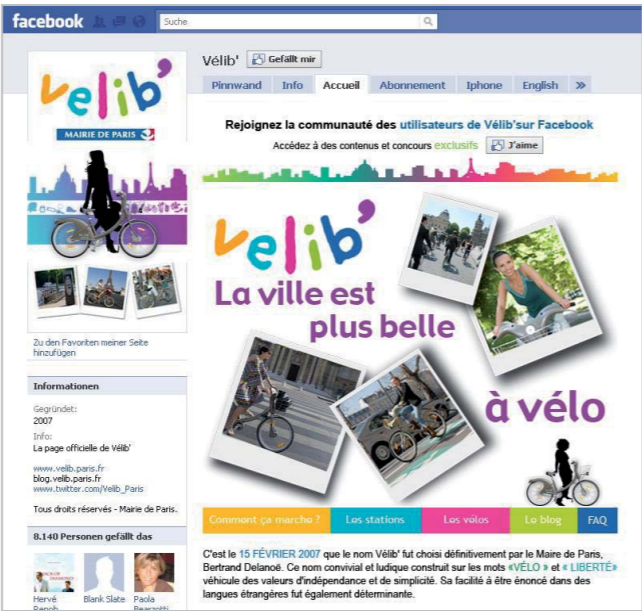 facebook
Suche
Vélib'
Gefällt mir
Pinnwand Info Accueil Abonnement Iphone English »
velib'
MAIRIE DE PARIS
Rejoignez la communauté des utilisateurs de Vélib'sur Facebook
Accédez à des contenus et concours exclusifs J'aime
velib'
La ville est
plus belle
à vélo
Zu den Favoriten meiner Seite
hinzufügen
Informationen
Gegründet:
2007
Info:
La page officielle de Vélib'
www.velib.paris.fr
blog.velib.paris.fr
www.twitter.com/Velib_Paris
Tous droits réservés - Mairie de Paris.
8.140 Personen gefällt das
Hervé
Blank Slate
Paola
Comment ça marche ? Les stations Les vélos Le blog FAQ
C'est le 15 FÉVRIER 2007 que le nom Vélib' fut choisi définitivement par le Maire de Paris,
Bertrand Delanoë. Ce nom convivial et ludique construit sur les mots «VÉLO » et « LIBERTÉ»
véhicule des valeurs d'indépendance et de simplicité. Sa facilité à être énoncé dans des
langues étrangères fut également déterminante.